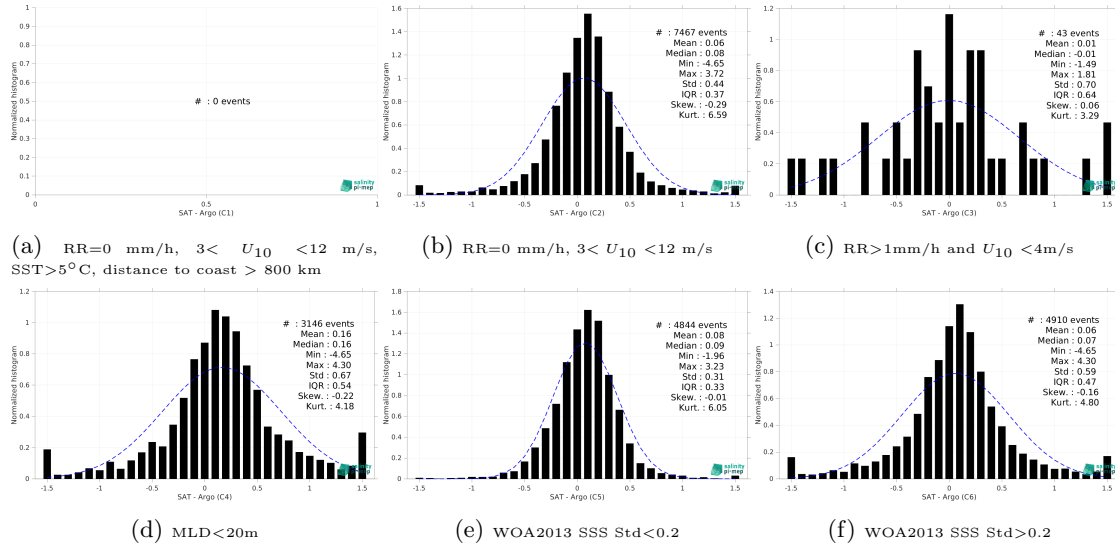 Normalized histogram
1
0.9
0.8
0.7
0.6
0.5
0.4
0.3
0.2
0.1
0
0 0.5 1
# : 0 events
salinity
pi-mep
SAT - Argo (C1)
(a) RR=0 mm/h, 3< U10 <12 m/s,
SST>5°C, distance to coast > 800 km
Normalized histogram
1.6
1.4
1.2
1
0.8
0.6
0.4
0.2
0
-1.5 -1 -0.5 0 0.5 1 1.5
# : 7467 events
Mean : 0.06
Median : 0.08
Min : -4.65
Max : 3.72
Std : 0.44
IQR : 0.37
Skew. : -0.29
Kurt. : 6.59
salinity
pi-mep
SAT - Argo (C2)
(b) RR=0 mm/h, 3< U10 <12 m/s
Normalized histogram
1.2
1
0.8
0.6
0.4
0.2
0
-1.5 -1 -0.5 0 0.5 1 1.5
# : 43 events
Mean : 0.01
Median : -0.01
Min : -1.49
Max : 1.81
Std : 0.70
IQR : 0.64
Skew. : 0.06
Kurt. : 3.29
salinity
pi-mep
SAT - Argo (C3)
(c) RR>1mm/h and U10 <4m/s
Normalized histogram
1.2
1
0.8
0.6
0.4
0.2
0
-1.5 -1 -0.5 0 0.5 1 1.5
# : 3146 events
Mean : 0.16
Median : 0.16
Min : -4.65
Max : 4.30
Std : 0.67
IQR : 0.54
Skew. : -0.22
Kurt. : 4.18
salinity
pi-mep
SAT - Argo (C4)
(d) MLD<20m
Normalized histogram
1.8
1.6
1.4
1.2
1
0.8
0.6
0.4
0.2
0
-1.5 -1 -0.5 0 0.5 1 1.5
# : 4844 events
Mean : 0.08
Median : 0.09
Min : -1.96
Max : 3.23
Std : 0.31
IQR : 0.33
Skew. : -0.01
Kurt. : 6.05
salinity
pi-mep
SAT - Argo (C5)
(e) WOA2013 SSS Std<0.2
Normalized histogram
1.4
1.2
1
0.8
0.6
0.4
0.2
0
-1.5 -1 -0.5 0 0.5 1 1.5
# : 4910 events
Mean : 0.06
Median : 0.07
Min : -4.65
Max : 4.30
Std : 0.59
IQR : 0.47
Skew. : -0.16
Kurt. : 4.80
salinity
pi-mep
SAT - Argo (C6)
(f) WOA2013 SSS Std>0.2